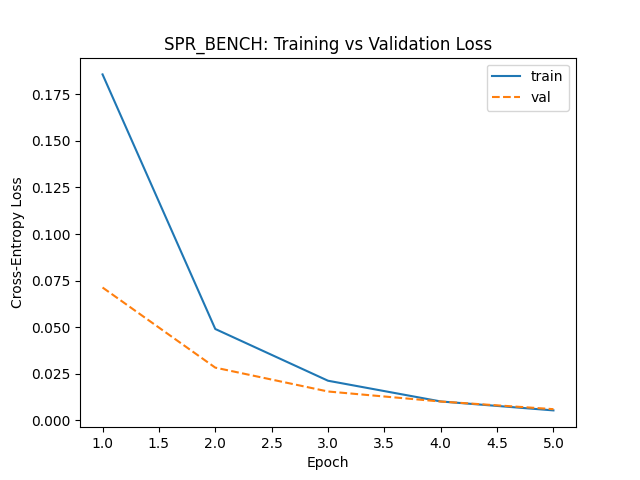 SPR_BENCH: Training vs Validation Loss
train
val
0.175
0.150
0.125
0.100
0.075
0.050
0.025
0.000
Cross-Entropy Loss
1.0 1.5 2.0 2.5 3.0 3.5 4.0 4.5 5.0
Epoch